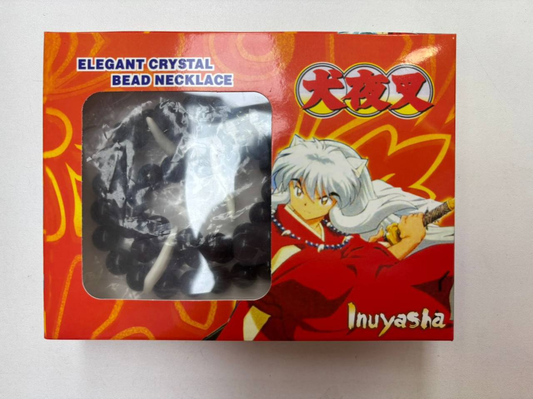 ELEGANT CRYSTAL
BEAD NECKLACE
犬夜叉
Inuyasha